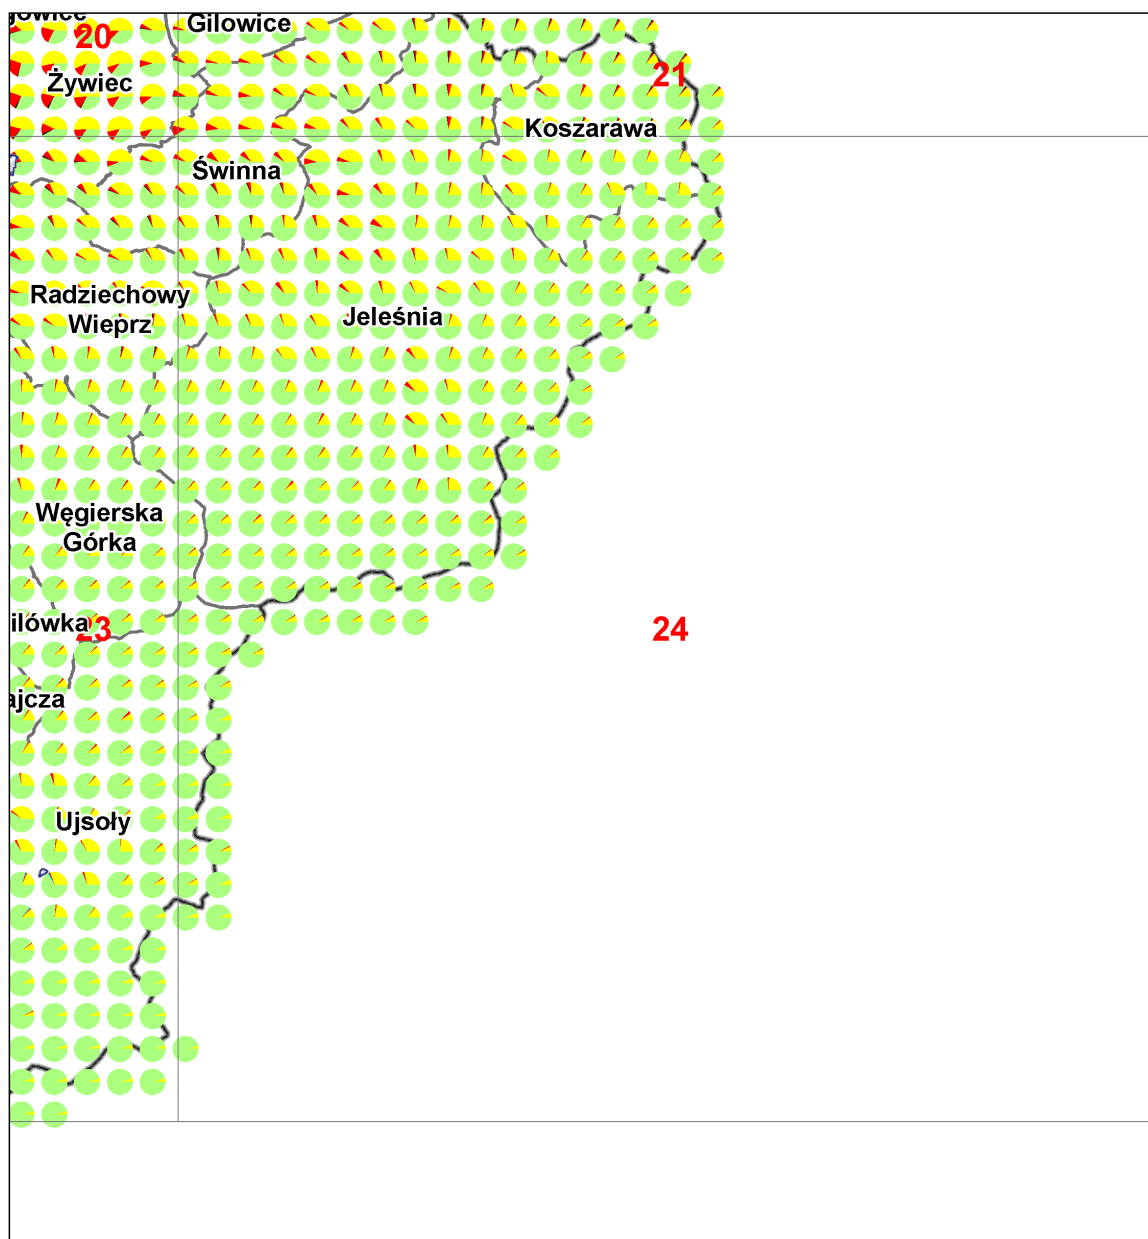 Gilowice
20
21
Żywiec
Koszarawa
Świnna
Radziechowy
Wieprz
Jeleśnia
Węgierska
Górka
ilówka
23
24
ajcza
Ujsoły